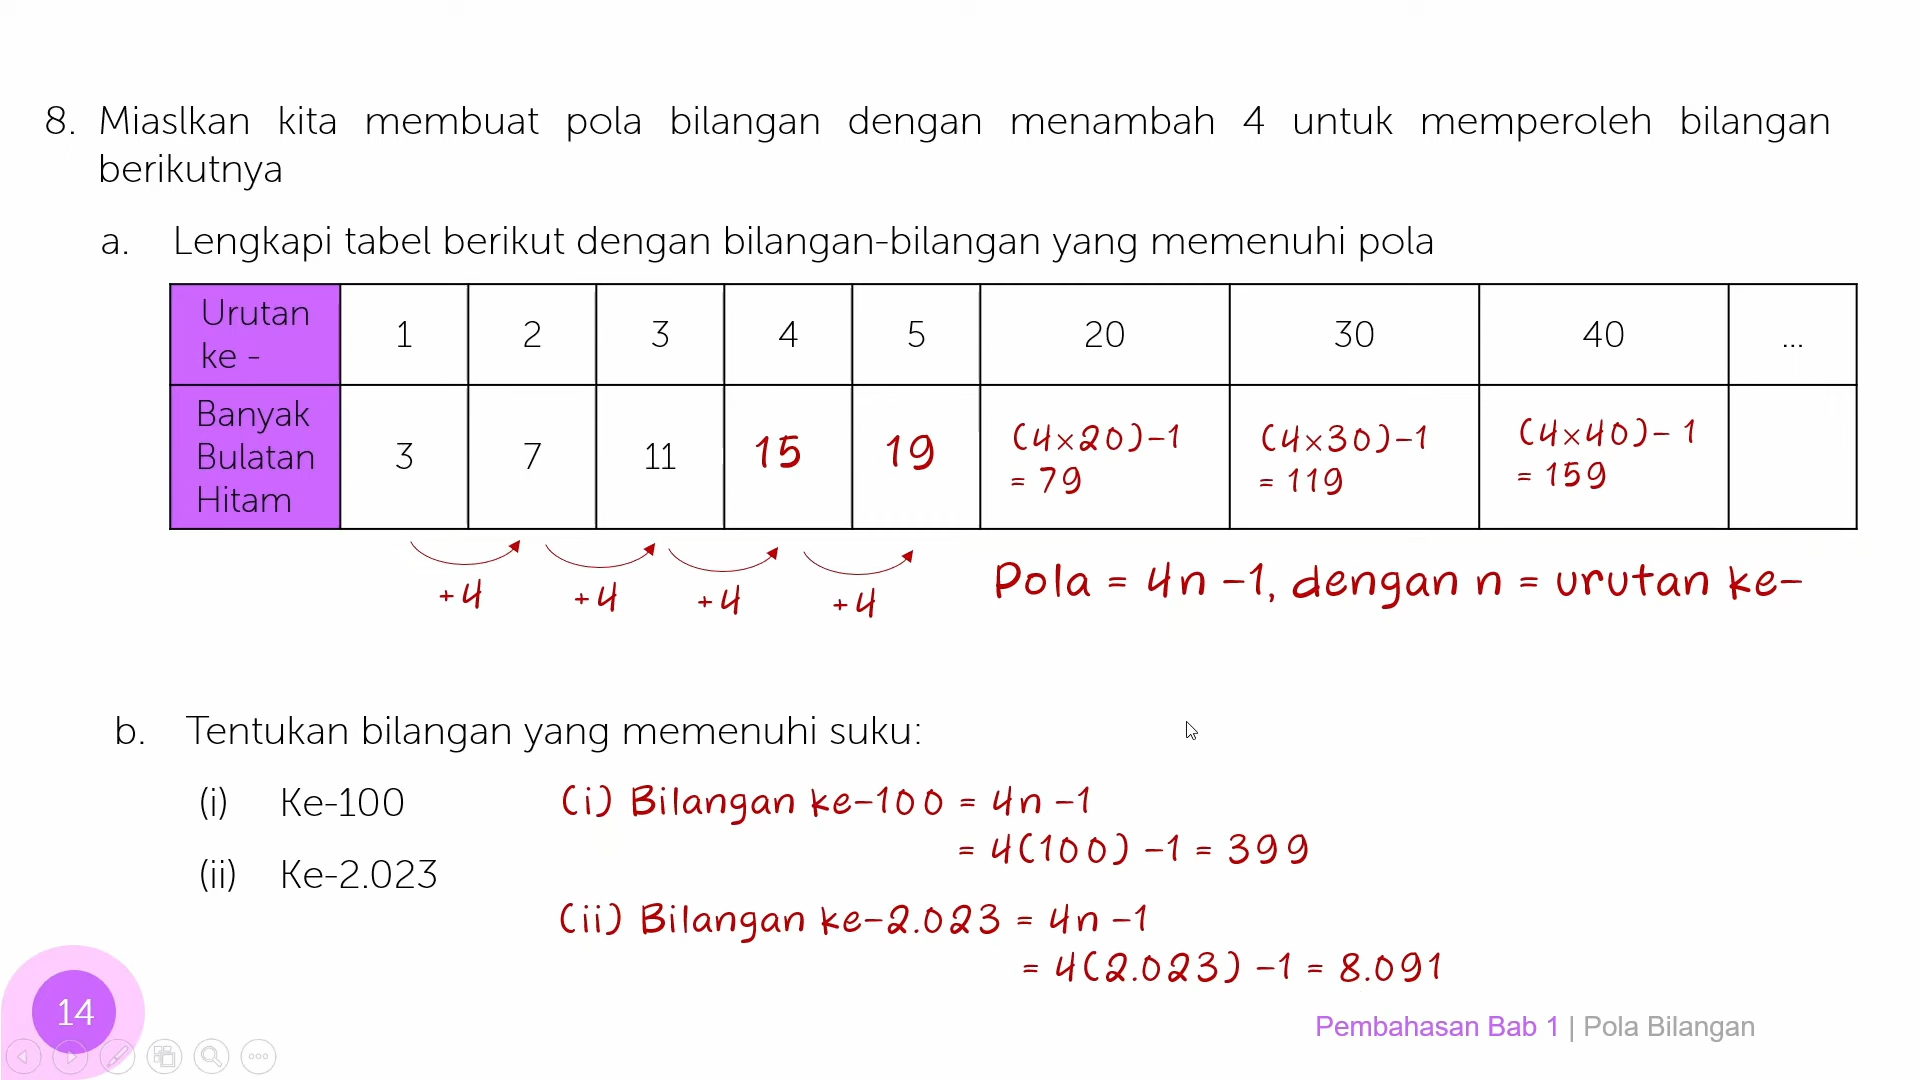 8. Miaslkan kita membuat pola bilangan dengan menambah 4 untuk memperoleh bilangan
berikutnya
a. Lengkapi tabel berikut dengan bilangan-bilangan yang memenuhi pola
Urutan ke - 1 2 3 4 5 20 30 40 ...
Banyak Bulatan Hitam 3 7 11 15 19 (4×20)-1 = 79 (4×30)-1 = 119 (4×40)-1 = 159
+4 +4 +4 +4
Pola = 4n -1, dengan n = urutan ke-
b. Tentukan bilangan yang memenuhi suku:
(i) Ke-100
(ii) Ke-2.023
(i) Bilangan ke-100 = 4n -1
= 4(100) -1 = 399
(ii) Bilangan ke-2.023 = 4n -1
= 4(2.023) -1 = 8.091
14
Pembahasan Bab 1 | Pola Bilangan